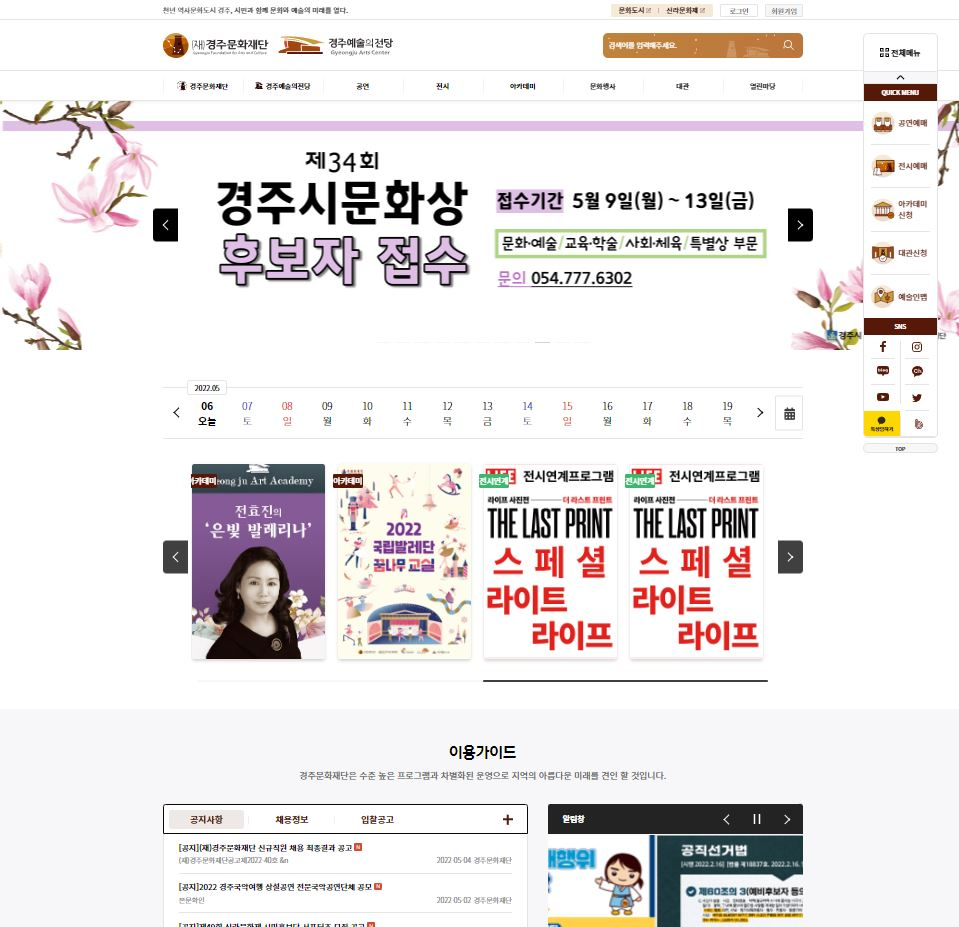 천년 역사문화도시 경주, 시민과 함께 문화와 예술의 미래를 열다.
문화도시
신라문화제
로그인
회원가입
(재)경주문화재단
Gyeongju Foundation for Arts and Culture
경주예술의전당
Gyeongju Arts Center
검색어를 입력해주세요.
전체메뉴
경주문화재단
경주예술의전당
공연
전시
아카데미
문화행사
대관
열린마당
QUICK MENU
공연예매
전시예매
아카데미
신청
대관신청
예술인맵
SNS
blog
Ch
TOP
제34회
경주시문화상
후보자 접수
접수기간 5월 9일(월) ~ 13일(금)
문화·예술/교육·학술/사회·체육/특별상 부문
문의 054.777.6302
경주시
2022.05
06 07 08 09 10 11 12 13 14 15 16 17 18 19
오늘 토 일 월 화 수 목 금 토 일 월 화 수 목
아카데미
eong ju Art Academy
전효진의
‘은빛 발레리나’
아카데미
2022
국립발레단
꿈나무 교실
전시연계
전시연계프로그램
라이프 사진전
더 라스트 프린트
THE LAST PRINT
스페셜
라이트
라이프
전시연계
전시연계프로그램
라이프 사진전
더 라스트 프린트
THE LAST PRINT
스페셜
라이트
라이프
이용가이드
경주문화재단은 수준 높은 프로그램과 차별화된 운영으로 지역의 아름다운 미래를 견인 할 것입니다.
공지사항
채용정보
입찰공고
[공지](재)경주문화재단 신규직원 채용 최종결과 공고 N
(재)경주문화재단공고제2022-40호 &n
2022-05-04 경주문화재단
[공지]2022 경주국악여행 상설공연 전문국악공연단체 공모 N
본문확인
2022-05-02 경주문화재단
알림창
행위
공직선거법
제60조의 3(예비후보자 등의